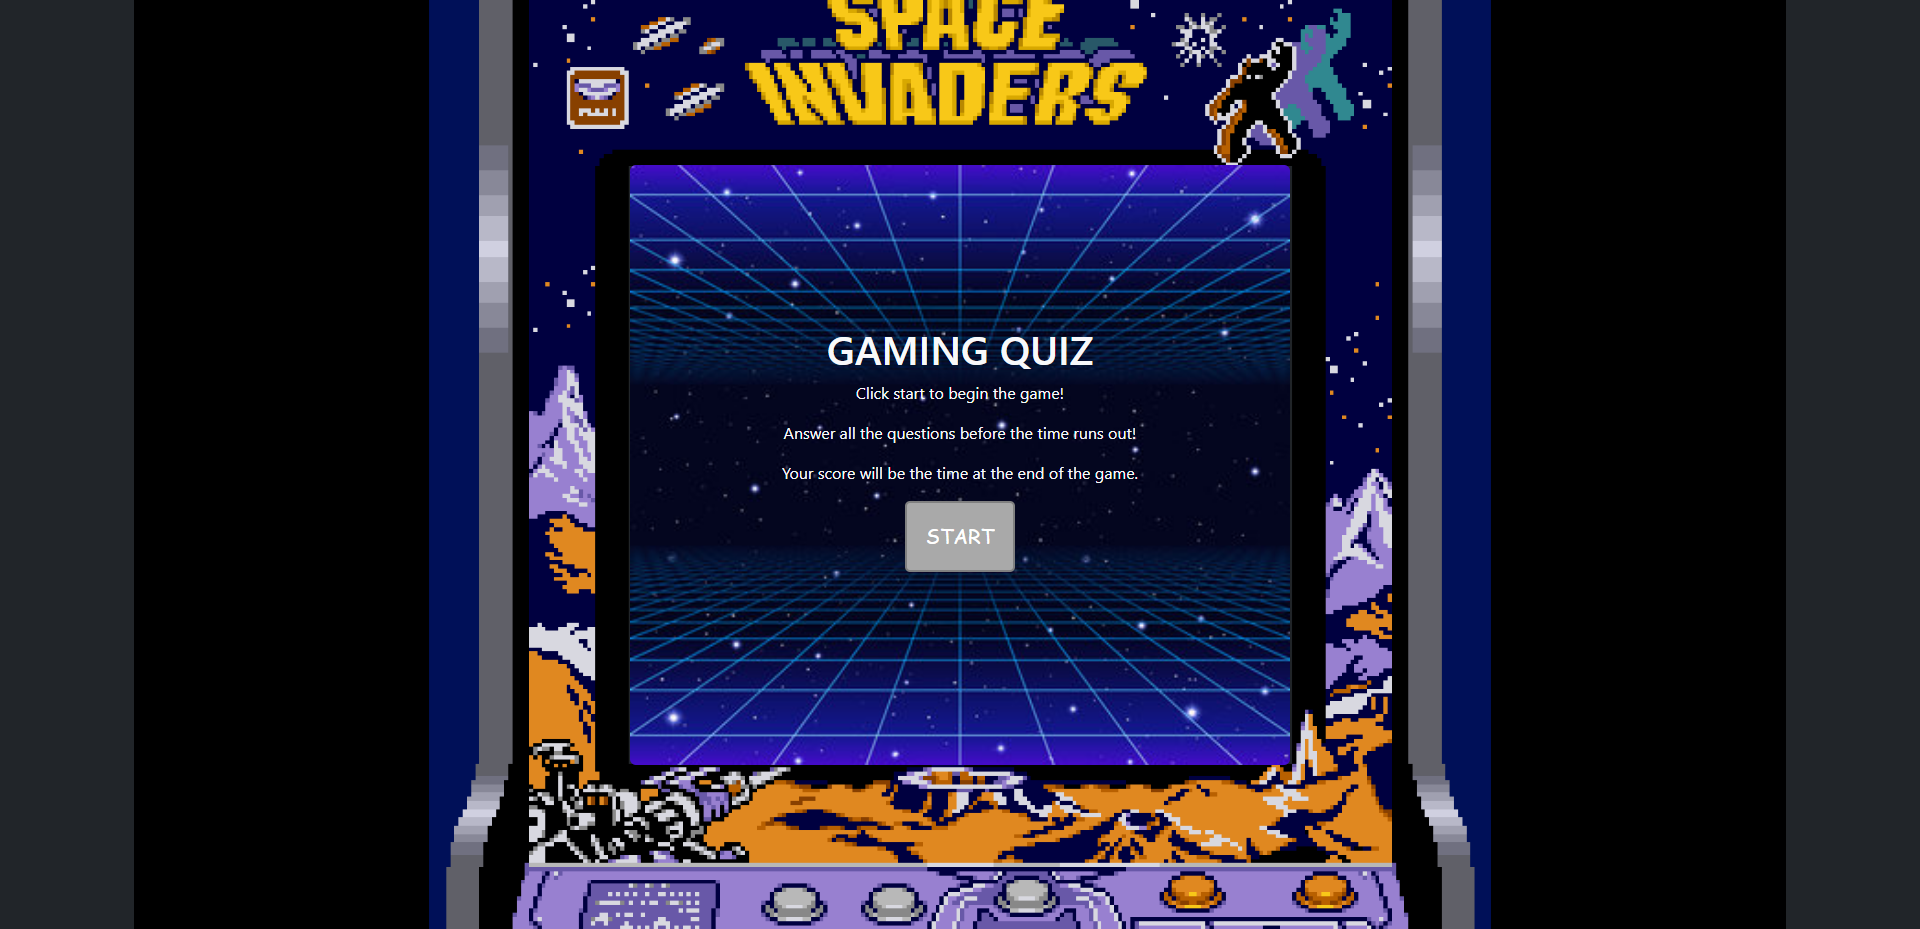 SPACE
INVADERS
GAMING QUIZ
Click start to begin the game!
Answer all the questions before the time runs out!
Your score will be the time at the end of the game.
START